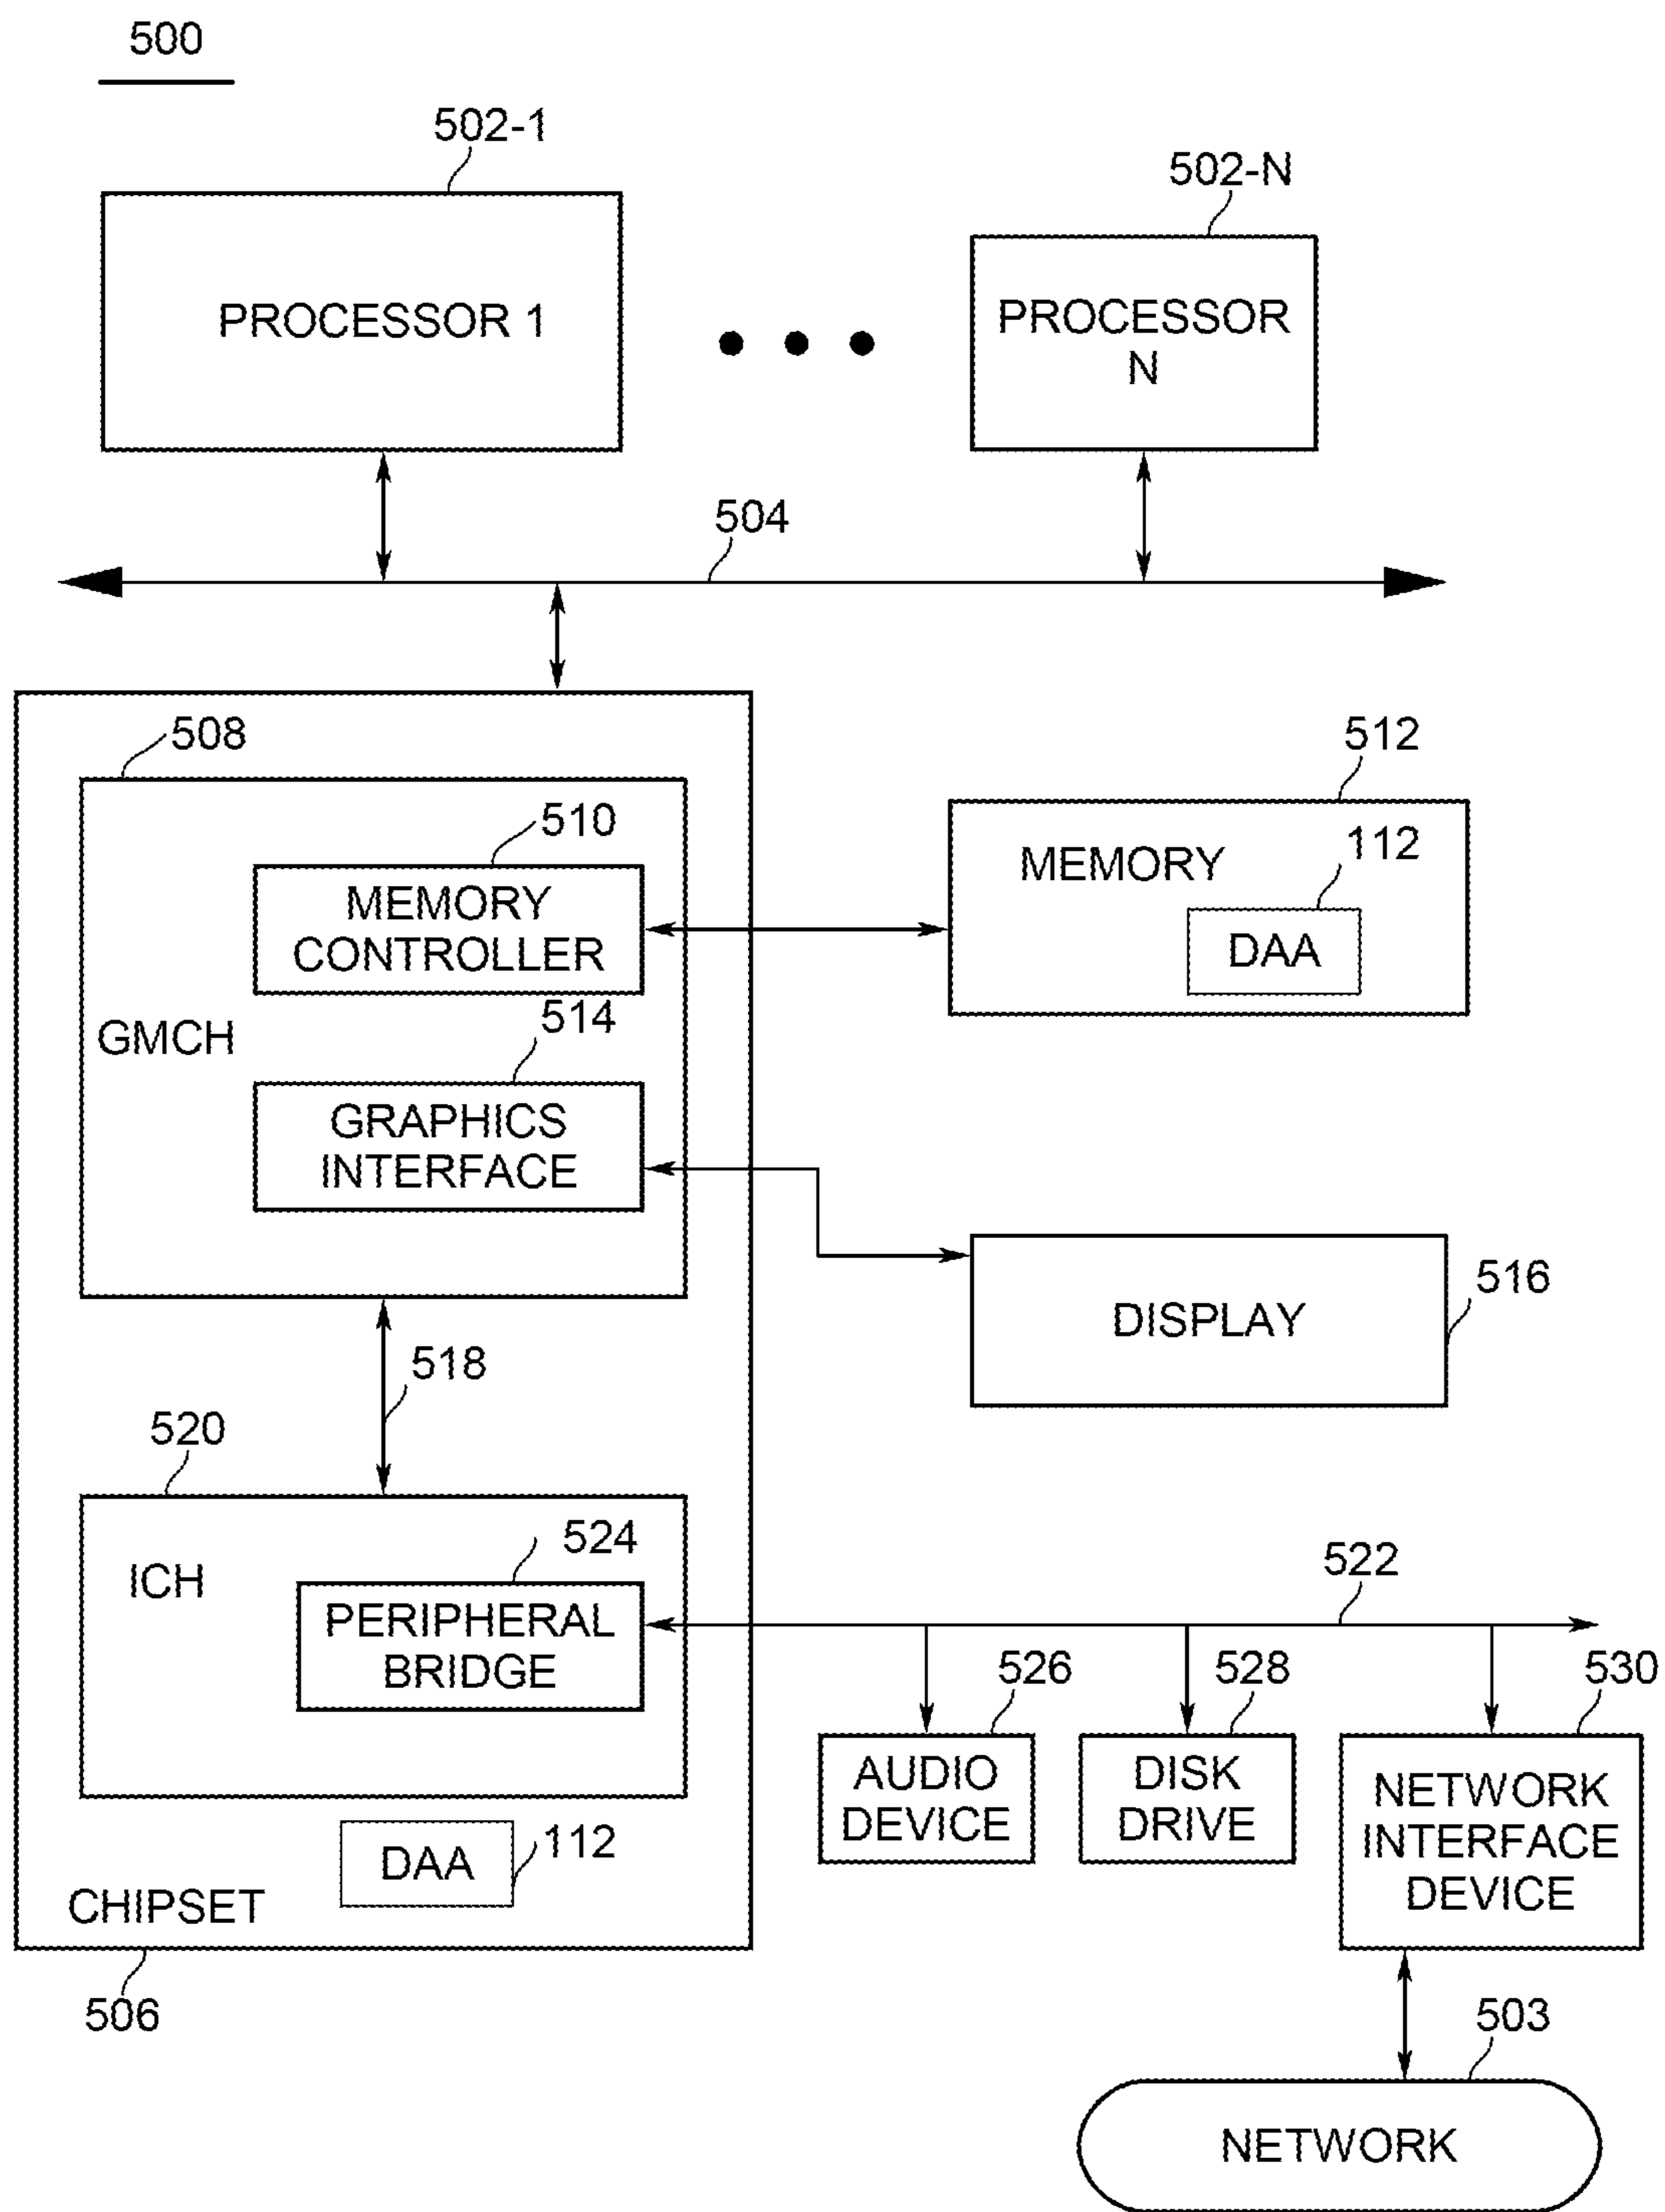 500
502-1
502-N
PROCESSOR 1
PROCESSOR
N
504
508
510
MEMORY
CONTROLLER
512
MEMORY
112
DAA
GMCH
514
GRAPHICS
INTERFACE
DISPLAY
516
518
520
ICH
524
PERIPHERAL
BRIDGE
522
526
AUDIO
DEVICE
528
DISK
DRIVE
530
NETWORK
INTERFACE
DEVICE
DAA
112
CHIPSET
506
503
NETWORK